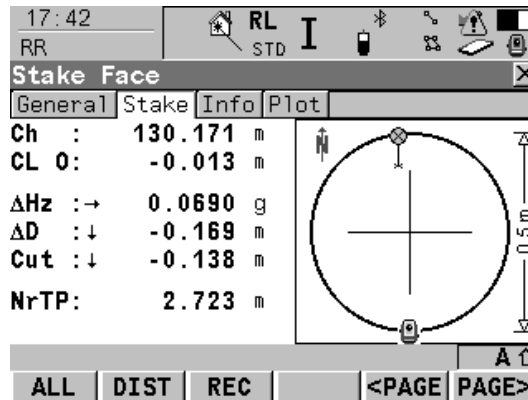 17:42
RR
RL
STD
I
Stake Face
General Stake Info Plot
Ch : 130.171 m
CL O: -0.013 m
ΔHz :→ 0.0690 g
ΔD :↓ -0.169 m
Cut :↓ -0.138 m
NrTP: 2.723 m
N
0.5m
A⇧
ALL DIST REC <PAGE PAGE>